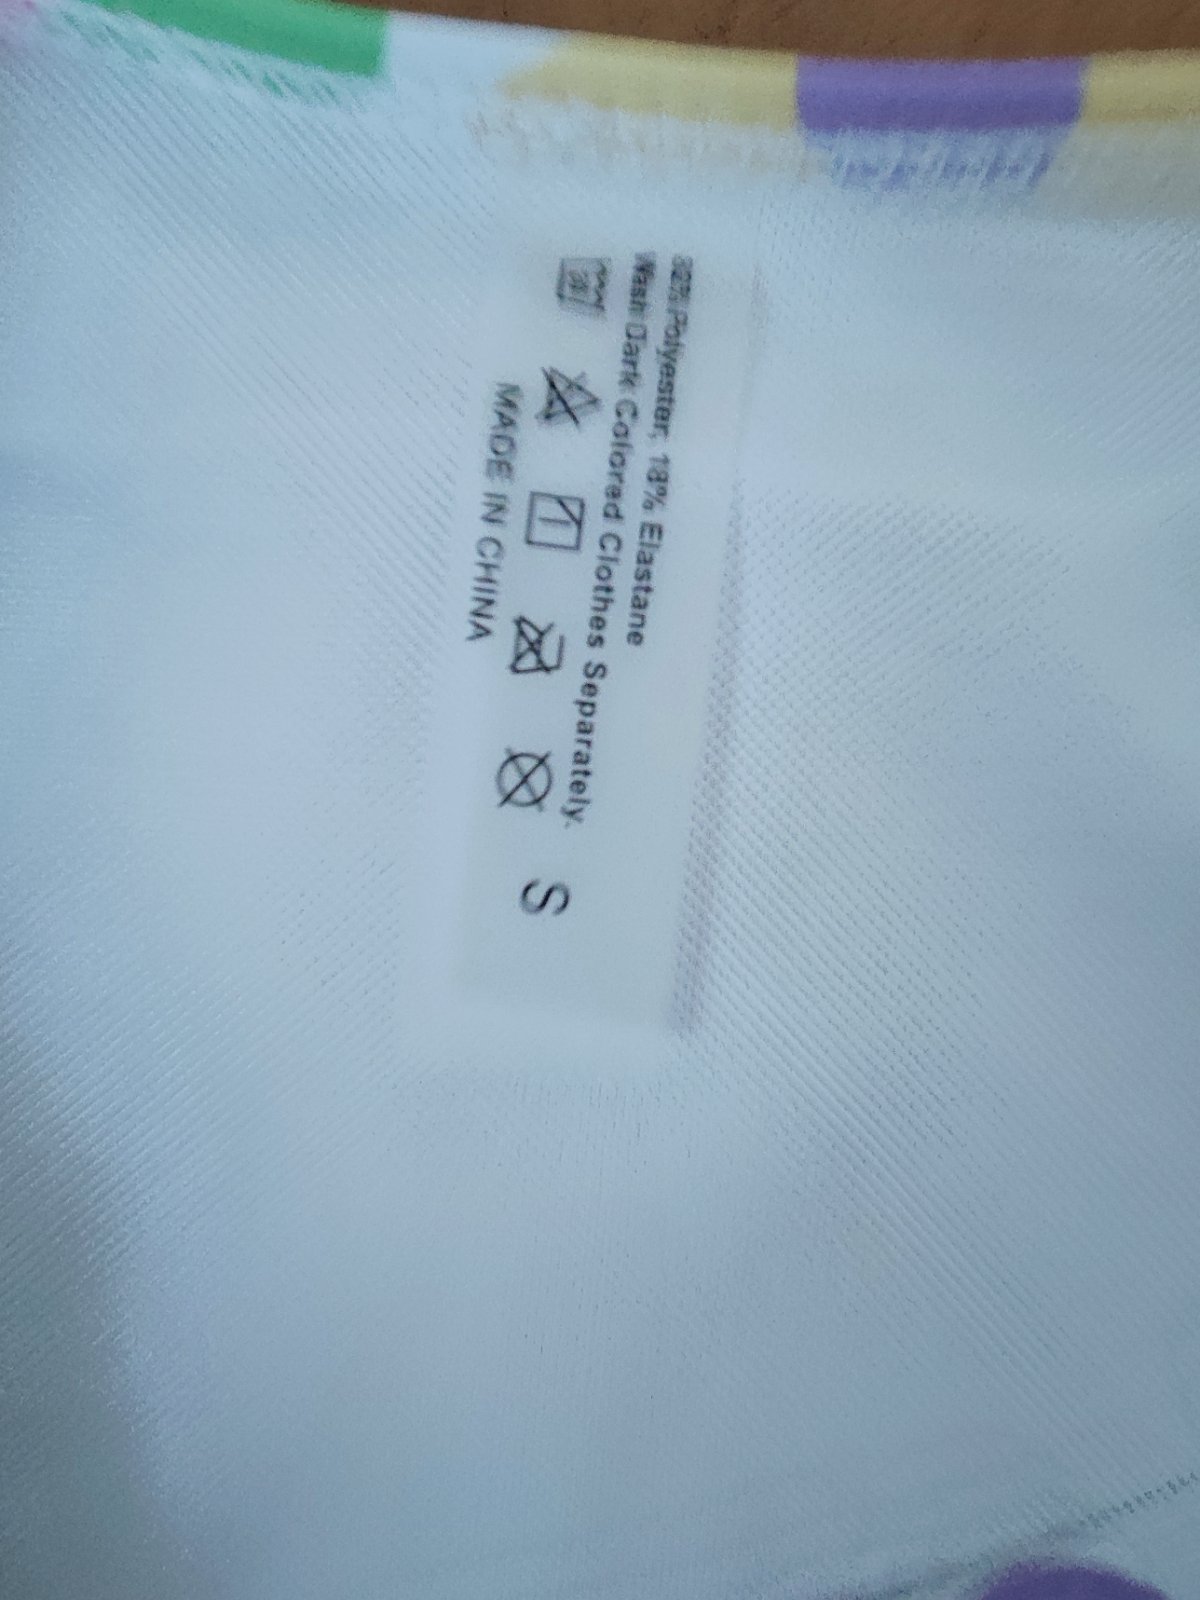 82% Polyester, 18% Elastane
Wash Dark Colored Clothes Separately.
S
MADE IN CHINA